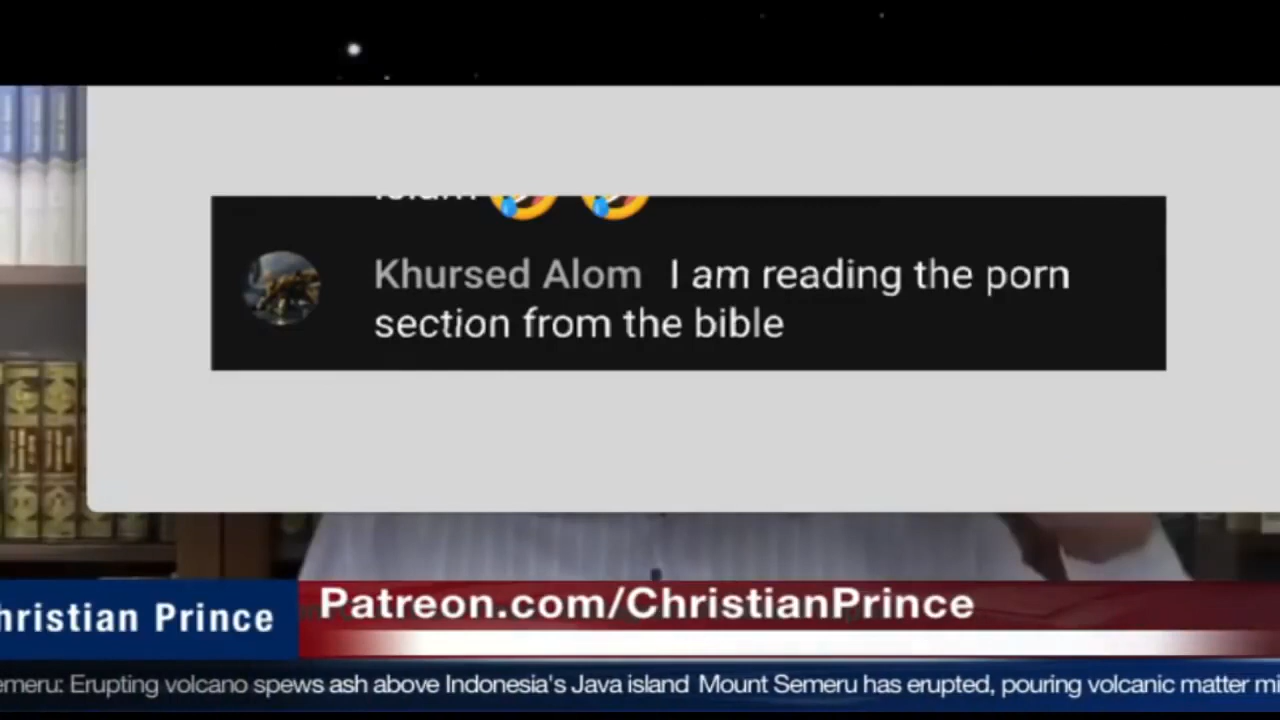 Khursed Alom I am reading the porn
section from the bible
Patreon.com/ChristianPrince
hristian Prince
emeru: Erupting volcano spews ash above Indonesia's Java island Mount Semeru has erupted, pouring volcanic matter mi